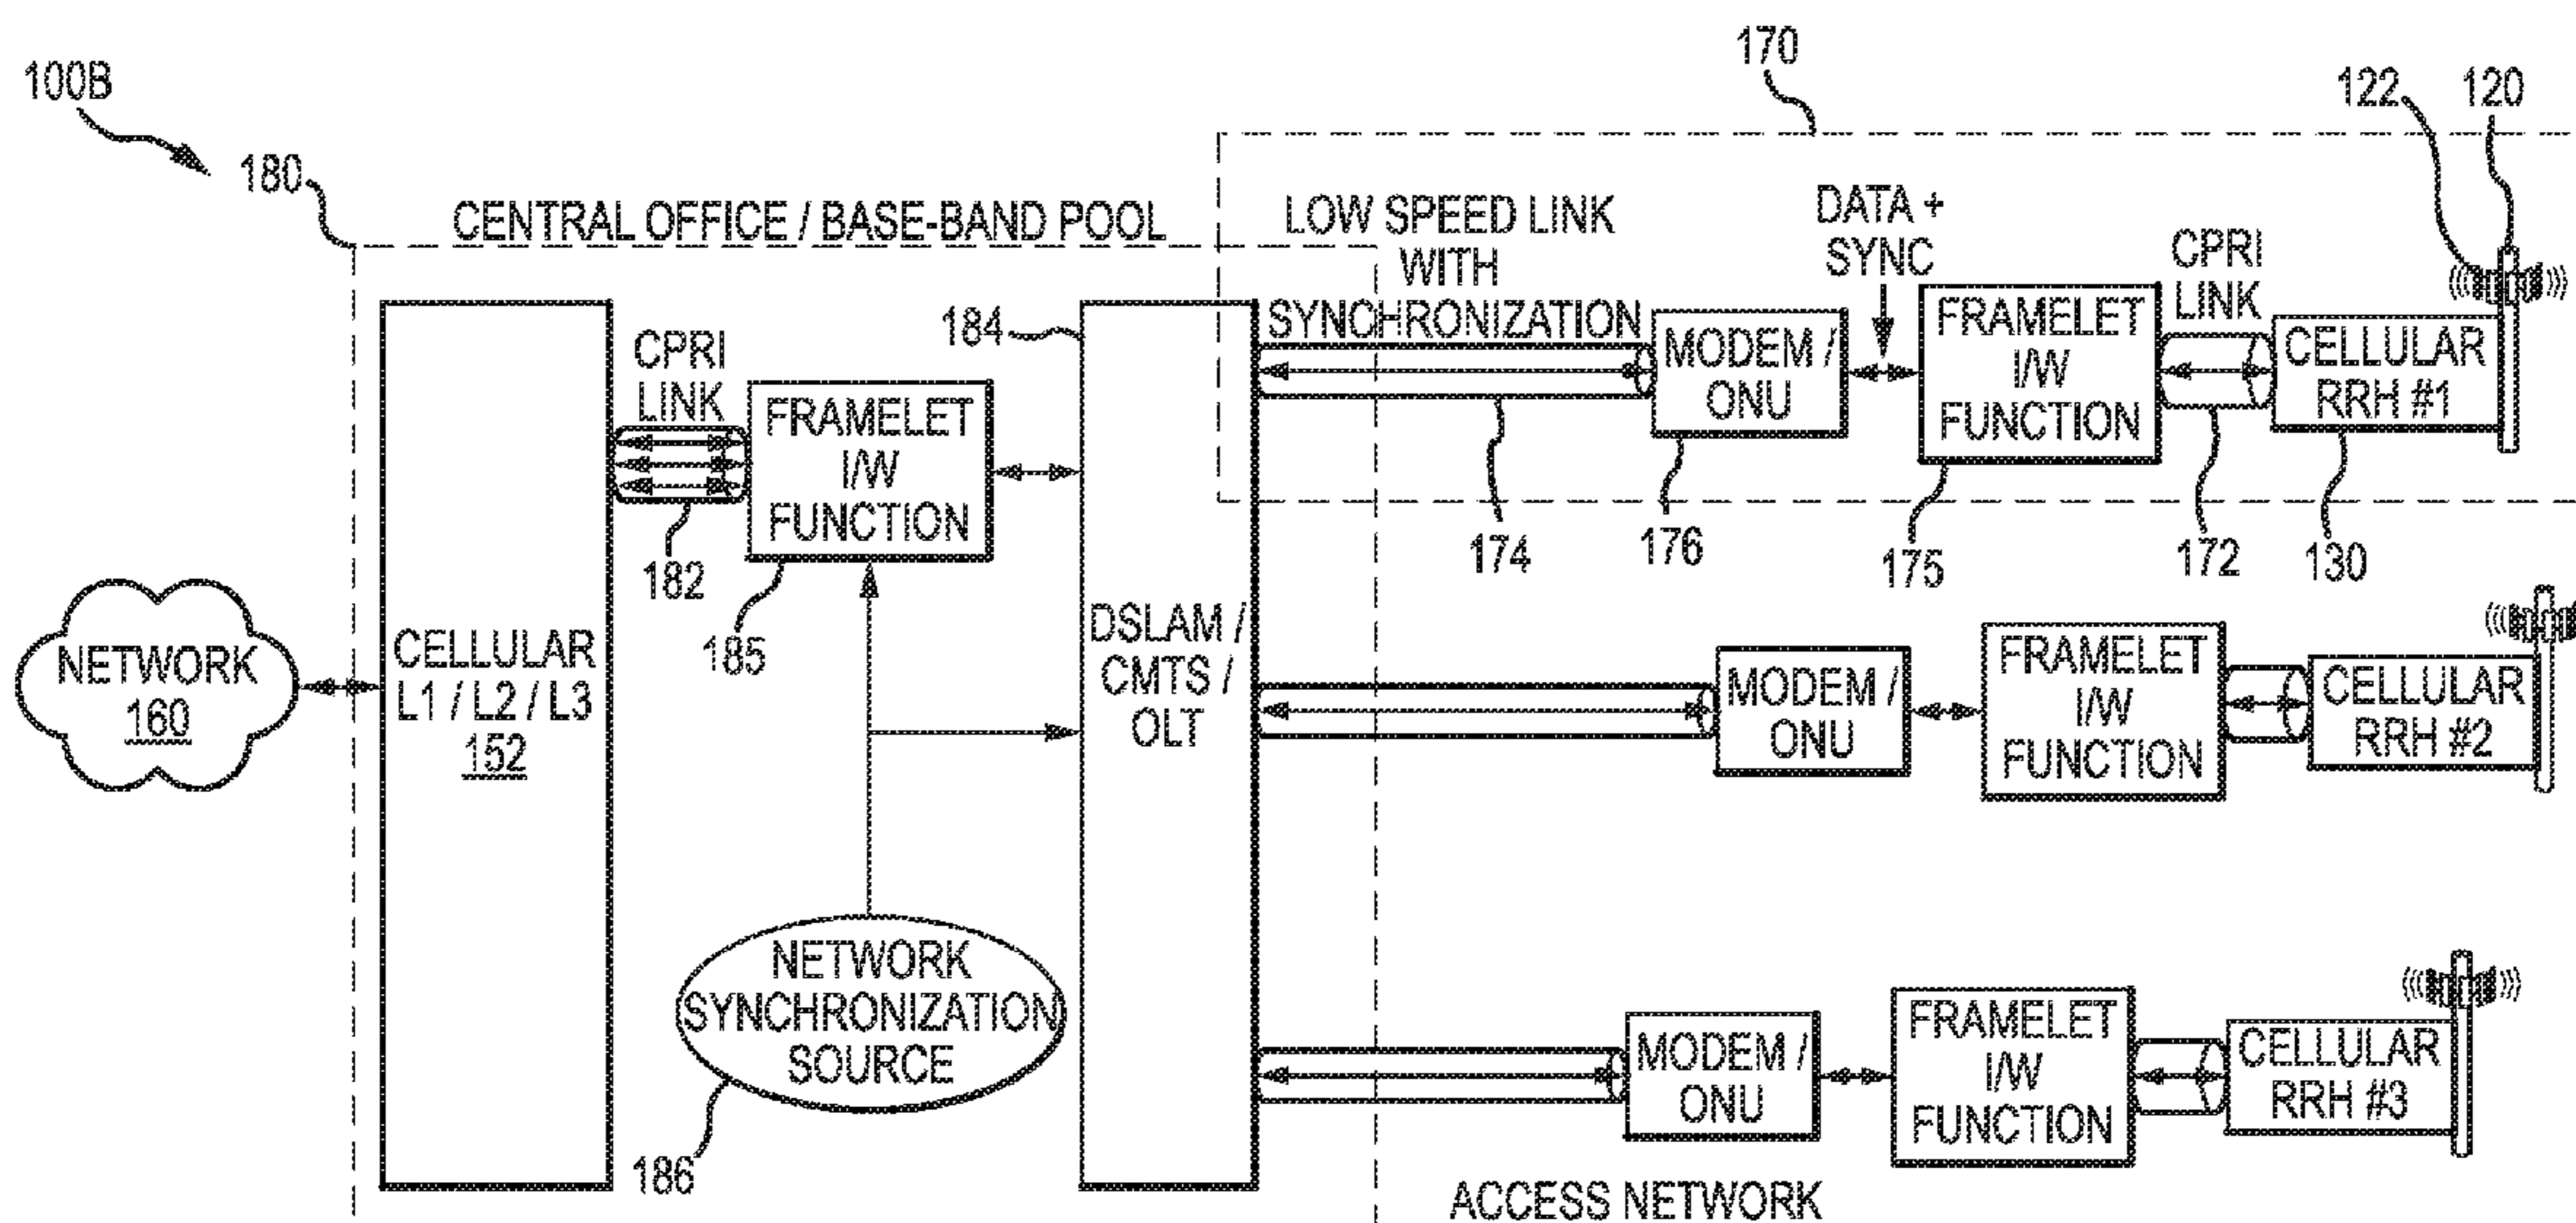 100B
180
CENTRAL OFFICE / BASE-BAND POOL
170
122
120
LOW SPEED LINK
WITH
SYNCHRONIZATION
DATA +
SYNC
CPRI
LINK
184
CPRI
LINK
FRAMELET
I/W
FUNCTION
182
185
MODEM /
ONU
FRAMELET
I/W
FUNCTION
CELLULAR
RRH #1
174
176
175
172
130
NETWORK
160
CELLULAR
L1 / L2 / L3
152
DSLAM /
CMTS /
OLT
MODEM /
ONU
FRAMELET
I/W
FUNCTION
CELLULAR
RRH #2
NETWORK
SYNCHRONIZATION
SOURCE
186
MODEM /
ONU
FRAMELET
I/W
FUNCTION
CELLULAR
RRH #3
ACCESS NETWORK